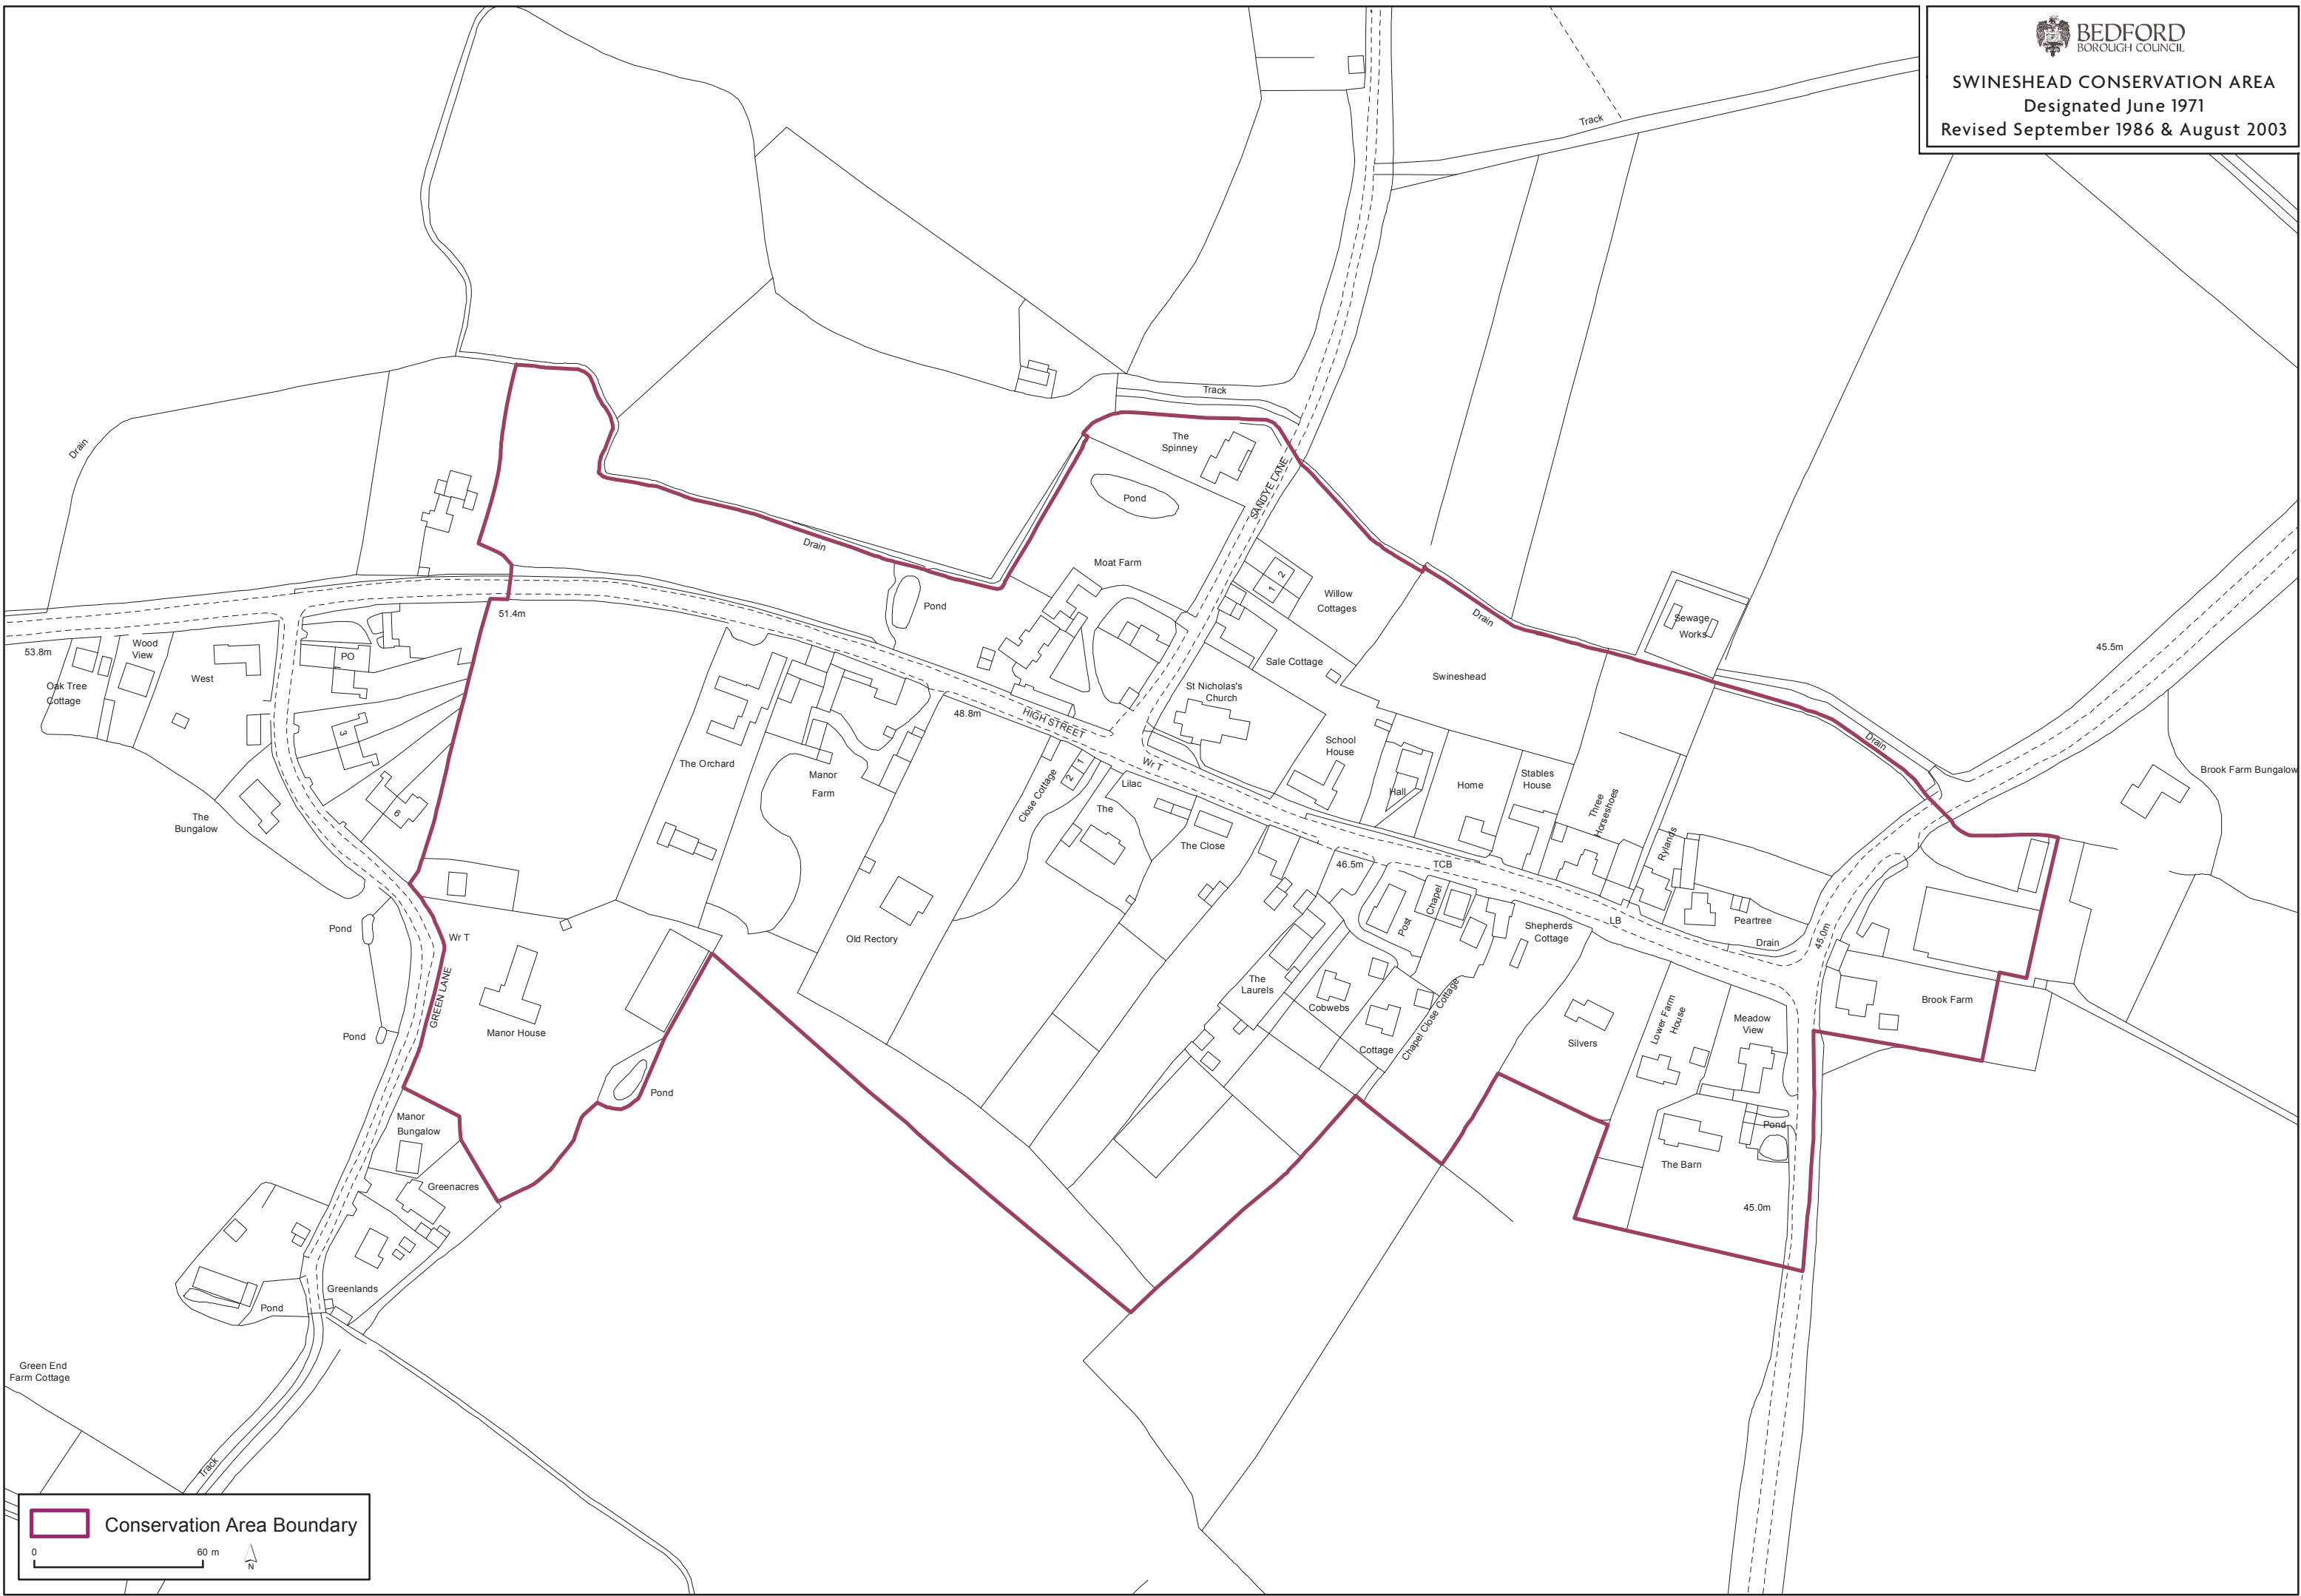 BEDFORD
BOROUGH COUNCIL
SWINESHEAD CONSERVATION AREA
Designated June 1971
Revised September 1986 & August 2003
Track
Track
Drain
The
Spinney
Pond
SANDYE LANE
Drain
Moat Farm
Pond
2
1
Willow
Cottages
Drain
Sewage
Works
45.5m
51.4m
53.8m
Wood
View
PO
West
Oak Tree
Cottage
Sale Cottage
Swineshead
St Nicholas's
Church
48.8m
HIGH STREET
3
School
House
Drain
Wr T
The Orchard
Manor
Farm
Close Cottage
1
2
Lilac
The
Hall
Home
Stables
House
Three
Horseshoes
Brook Farm Bungalow
6
The
Bungalow
The Close
Rylands
46.5m
TCB
Post
Chapel
LB
Peartree
Shepherds
Cottage
Drain
45.0m
Pond
Wr T
Old Rectory
GREEN LANE
The
Laurels
Cobwebs
Brook Farm
Manor House
Pond
Cottage
Chapel Close Cottage
Silvers
Lower Farm
House
Meadow
View
Pond
Manor
Bungalow
Pond
The Barn
Greenacres
45.0m
Greenlands
Pond
Green End
Farm Cottage
Track
Conservation Area Boundary
0
60 m
N